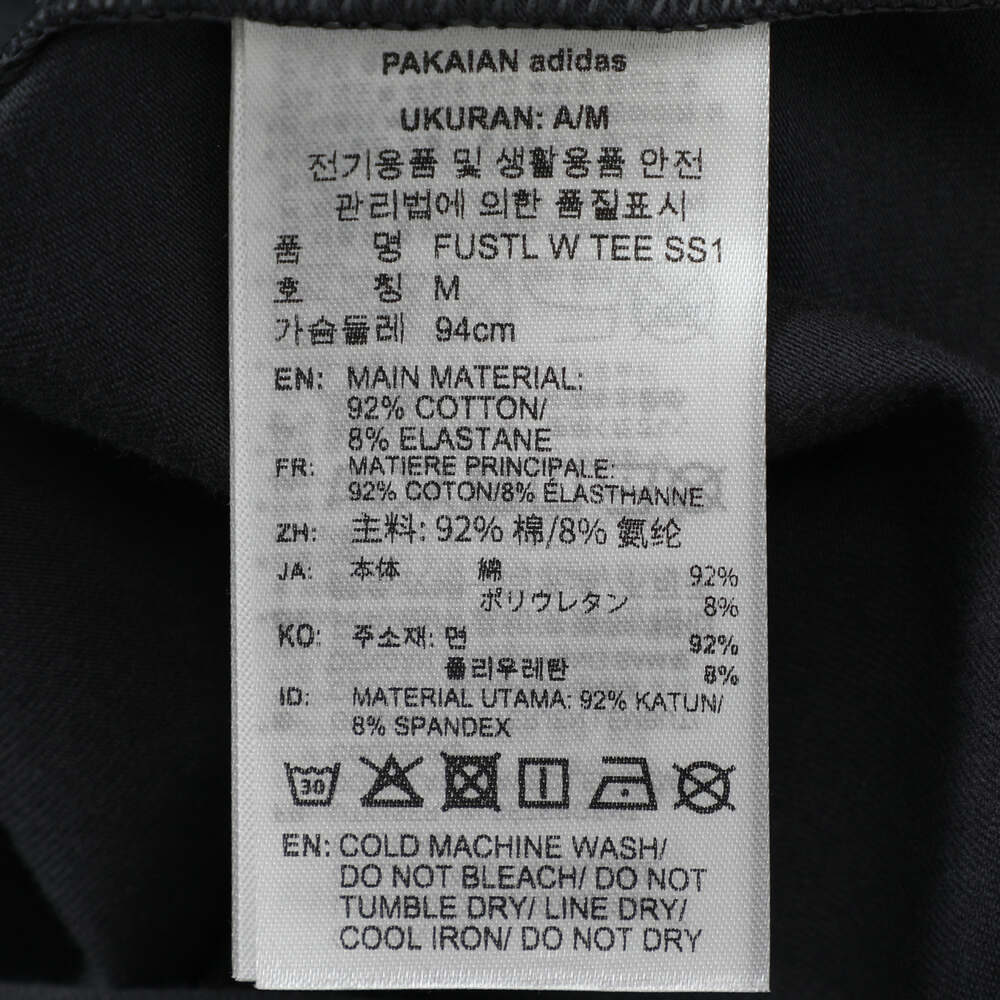 PAKAIAN adidas
UKURAN: A/M
전기용품 및 생활용품 안전
관리법에 의한 품질표시
품 명 FUSTL W TEE SS1
호 칭 M
가슴둘레 94cm
EN: MAIN MATERIAL:
92% COTTON/
8% ELASTANE
FR: MATIERE PRINCIPALE:
92% COTON/8% ÉLASTHANNE
ZH: 主料: 92% 棉/8% 氨纶
JA: 本体 綿 92%
ポリウレタン 8%
KO: 주소재: 면 92%
폴리우레탄 8%
ID: MATERIAL UTAMA: 92% KATUN/
8% SPANDEX
30
EN: COLD MACHINE WASH/
DO NOT BLEACH/ DO NOT
TUMBLE DRY/ LINE DRY/
COOL IRON/ DO NOT DRY